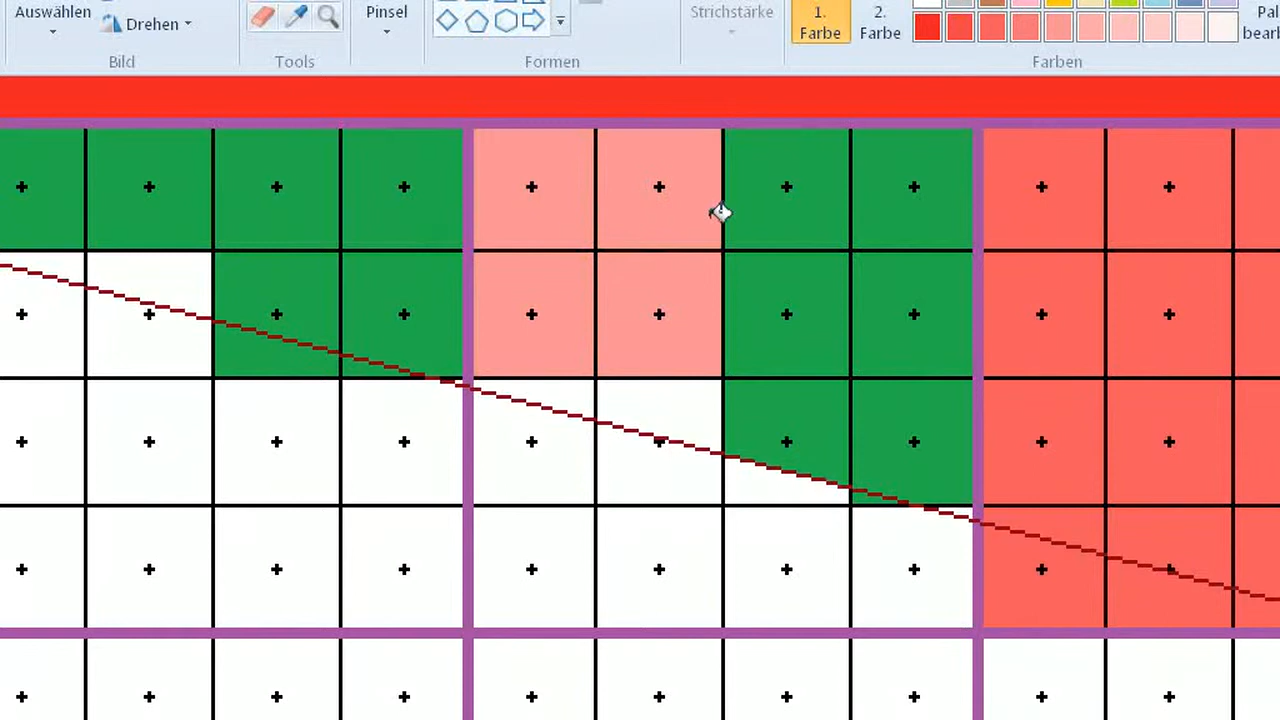 Auswählen
Drehen
Pinsel
Strichstärke
1.
Farbe
2.
Farbe
Bild
Tools
Formen
Farben